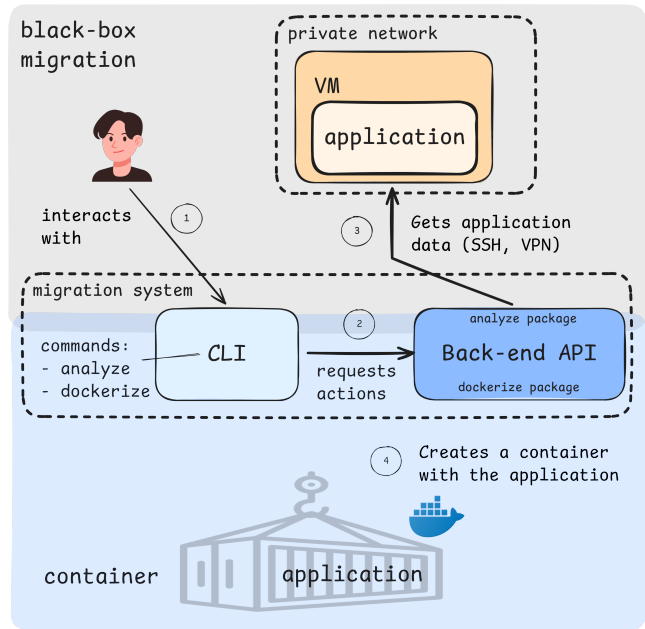 black-box
migration
private network
VM
application
interacts
with
1
3
Gets application
data (SSH, VPN)
migration system
commands:
- analyze
- dockerize
CLI
2
requests
actions
analyze package
Back-end API
dockerize package
4
Creates a container
with the application
container
application